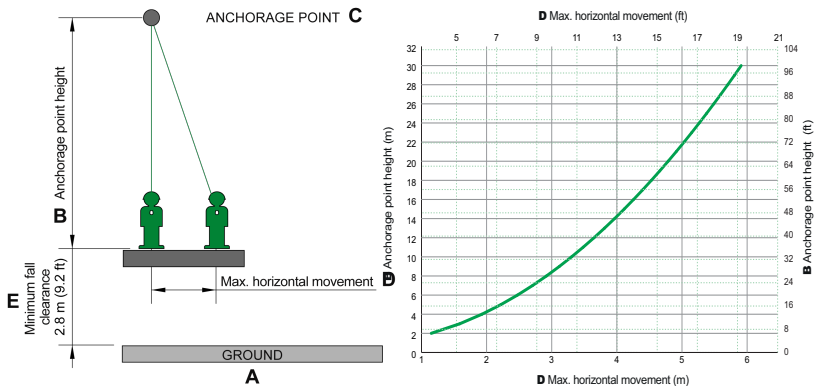 ANCHORAGE POINT C
Anchorage point height
B
Max. horizontal movement D
E
Minimum fall
clearance
2.8 m (9.2 ft)
GROUND
A
D Max. horizontal movement (ft)
5 7 9 11 13 15 17 19 21
B Anchorage point height (m)
32
30
28
26
24
22
20
18
16
14
12
10
8
6
4
2
0
104
96
88
80
72
64
56
48
40
32
24
16
8
0
B Anchorage point height (ft)
1 2 3 4 5 6
D Max. horizontal movement (m)